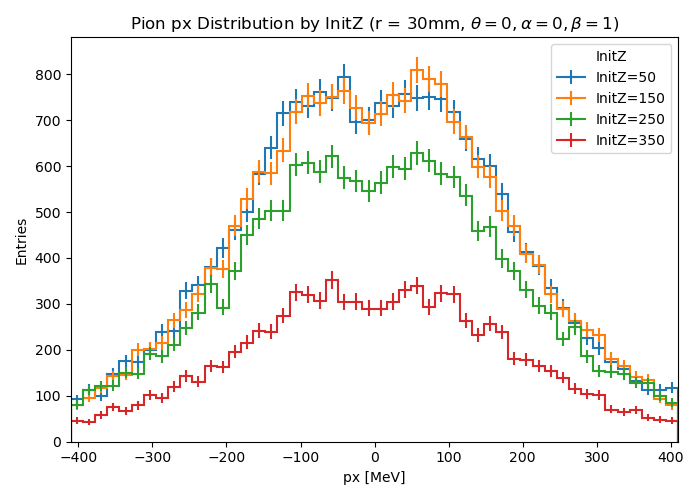 Pion px Distribution by InitZ (r = 30mm, θ = 0, α = 0, β = 1)
InitZ
InitZ=50
InitZ=150
InitZ=250
InitZ=350
Entries
800
700
600
500
400
300
200
100
0
−400 −300 −200 −100 0 100 200 300 400
px [MeV]